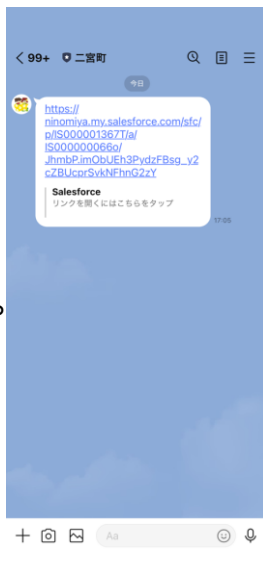 99+ 二宮町
今日
https://
ninomiya.my.salesforce.com/sfc/
p/IS000001367T/a/
IS000000066o/
JhmbP.imObUEh3PydzFBsg_y2
cZBUcprSvkNFhnG2zY
Salesforce
リンクを開くにはこちらをタップ
17:05
Aa